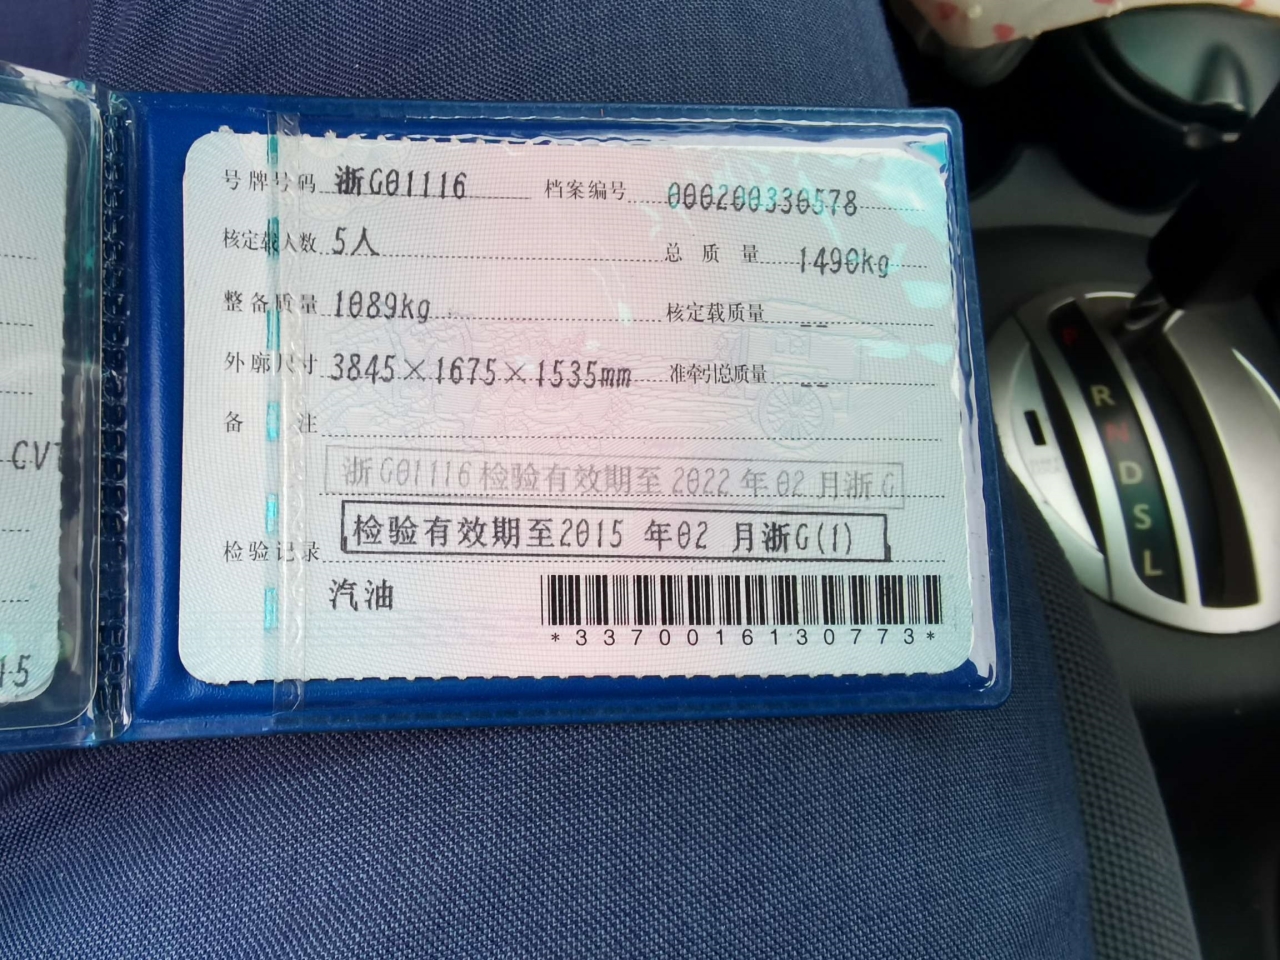 号牌号码 浙G01116 档案编号 000200330578
核定载人数 5人 总质量 1490kg
整备质量 1089kg 核定载质量 --
外廓尺寸 3845×1675×1535mm 准牵引总质量 --
备注
浙G01116检验有效期至2022年02月浙G
检验记录 检验有效期至2015年02月浙G(1)
汽油
*3370016130773*
CVT
15
P
R
N
D
S
L